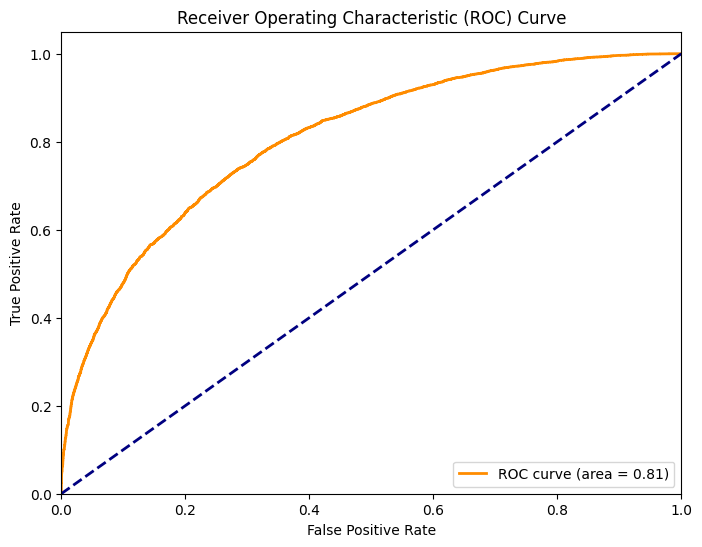 Receiver Operating Characteristic (ROC) Curve
True Positive Rate
1.0
0.8
0.6
0.4
0.2
0.0
ROC curve (area = 0.81)
0.0 0.2 0.4 0.6 0.8 1.0
False Positive Rate